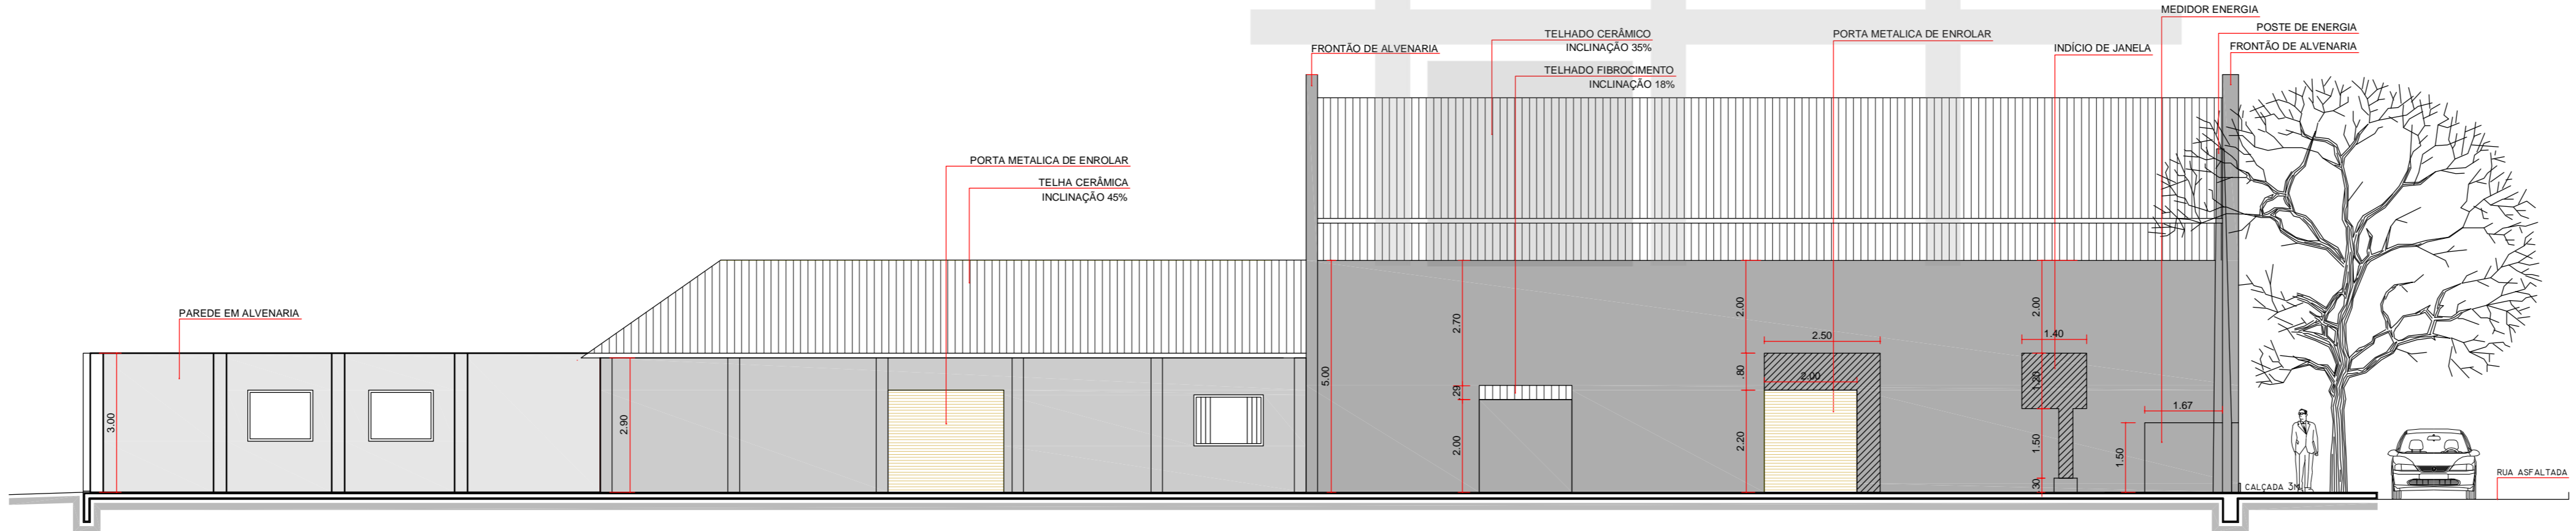 MEDIDOR ENERGIA
POSTE DE ENERGIA
FRONTÃO DE ALVENARIA
TELHADO CERÂMICO
INCLINAÇÃO 35%
PORTA METALICA DE ENROLAR
INDÍCIO DE JANELA
FRONTÃO DE ALVENARIA
TELHADO FIBROCIMENTO
INCLINAÇÃO 18%
PORTA METALICA DE ENROLAR
TELHA CERÂMICA
INCLINAÇÃO 45%
PAREDE EM ALVENARIA
3.00
2.90
5.00
2.70
.29
2.00
2.00
.80
2.20
2.50
2.00
2.00
1.40
1.20
1.50
.30
1.67
1.50
CALÇADA 3M
RUA ASFALTADA